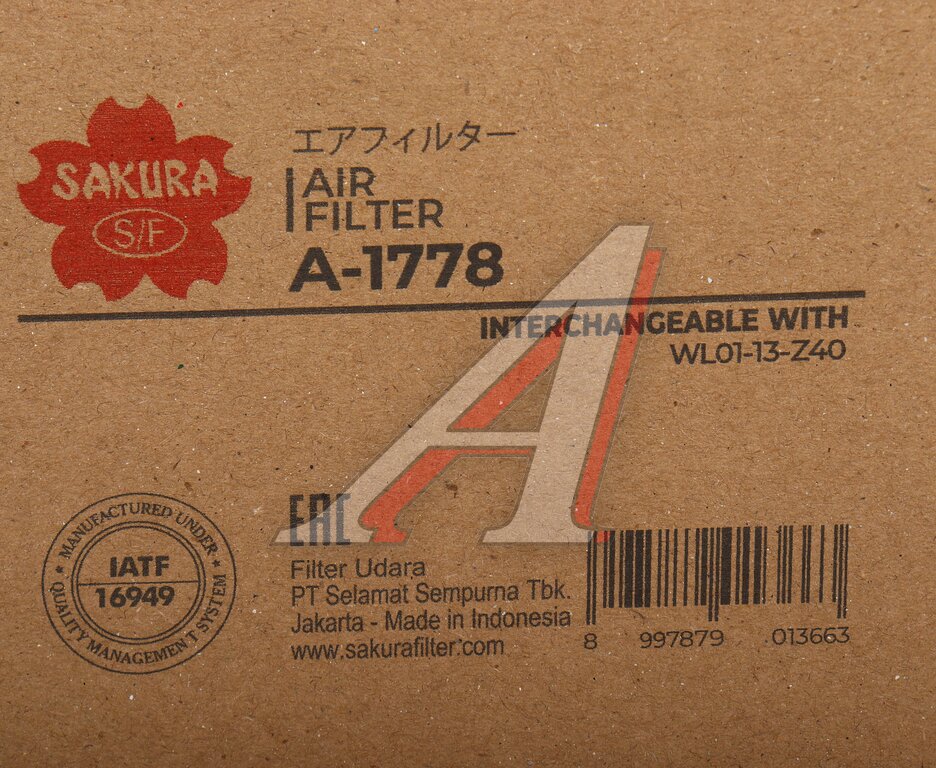 SAKURA
S/F
エアフィルター
AIR
FILTER
A-1778
INTERCHANGEABLE WITH
WL01-13-Z40
MANUFACTURED UNDER
IATF
16949
QUALITY MANAGEMENT SYSTEM
EAC
Filter Udara
PT Selamat Sempurna Tbk.
Jakarta - Made in Indonesia
www.sakurafilter.com
8 997879 013663
A